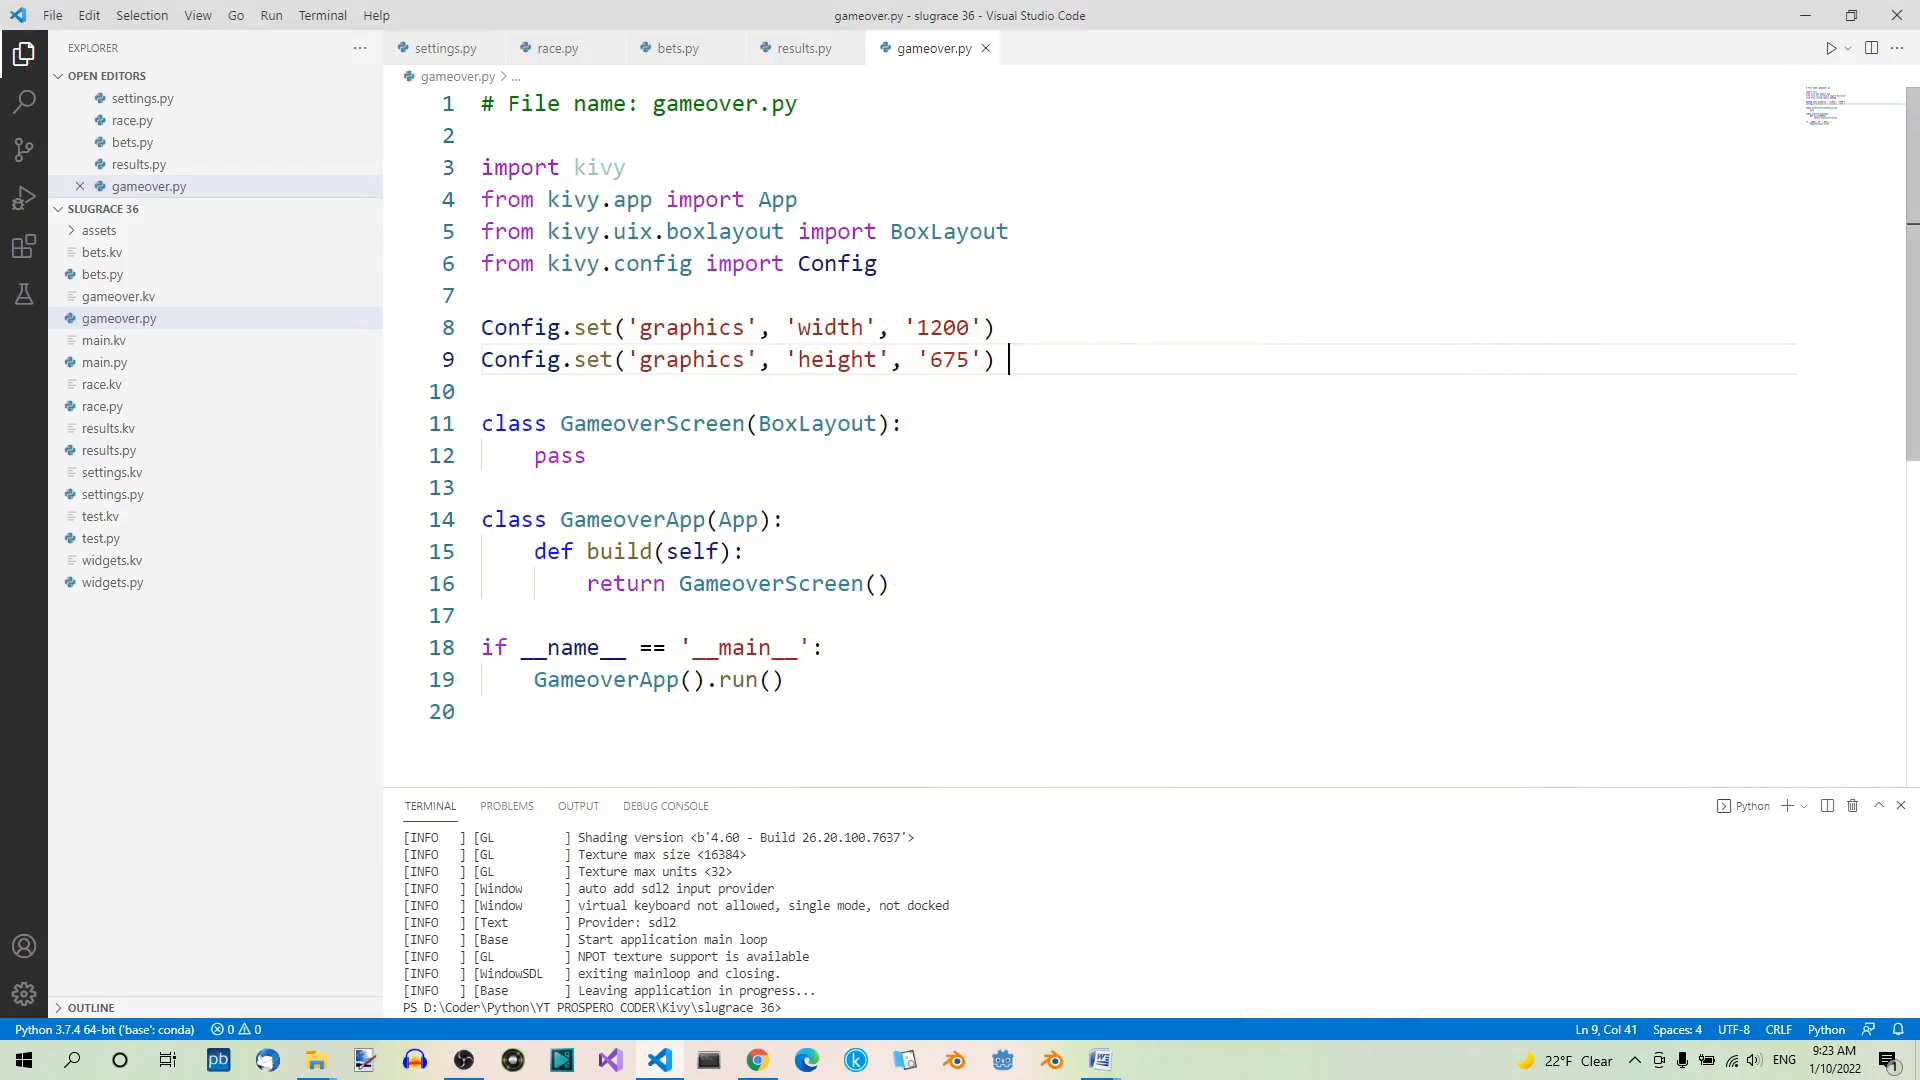 File Edit Selection View Go Run Terminal Help
gameover.py - slugrace 36 - Visual Studio Code
EXPLORER
OPEN EDITORS
settings.py
race.py
bets.py
results.py
gameover.py
SLUGRACE 36
assets
bets.kv
bets.py
gameover.kv
gameover.py
main.kv
main.py
race.kv
race.py
results.kv
results.py
settings.kv
settings.py
test.kv
test.py
widgets.kv
widgets.py
OUTLINE
settings.py race.py bets.py results.py gameover.py
gameover.py > ...
1 # File name: gameover.py
2
3 import kivy
4 from kivy.app import App
5 from kivy.uix.boxlayout import BoxLayout
6 from kivy.config import Config
7
8 Config.set('graphics', 'width', '1200')
9 Config.set('graphics', 'height', '675')
10
11 class GameoverScreen(BoxLayout):
12 pass
13
14 class GameoverApp(App):
15 def build(self):
16 return GameoverScreen()
17
18 if __name__ == '__main__':
19 GameoverApp().run()
20
TERMINAL PROBLEMS OUTPUT DEBUG CONSOLE
Python
[INFO ] [GL ] Shading version <b'4.60 - Build 26.20.100.7637'>
[INFO ] [GL ] Texture max size <16384>
[INFO ] [GL ] Texture max units <32>
[INFO ] [Window ] auto add sdl2 input provider
[INFO ] [Window ] virtual keyboard not allowed, single mode, not docked
[INFO ] [Text ] Provider: sdl2
[INFO ] [Base ] Start application main loop
[INFO ] [GL ] NPOT texture support is available
[INFO ] [WindowSDL ] exiting mainloop and closing.
[INFO ] [Base ] Leaving application in progress...
PS D:\Coder\Python\YT PROSPERO CODER\Kivy\slugrace 36>
Python 3.7.4 64-bit ('base': conda) 0 0
Ln 9, Col 41 Spaces: 4 UTF-8 CRLF Python
pb
22°F Clear
ENG
9:23 AM
1/10/2022
1